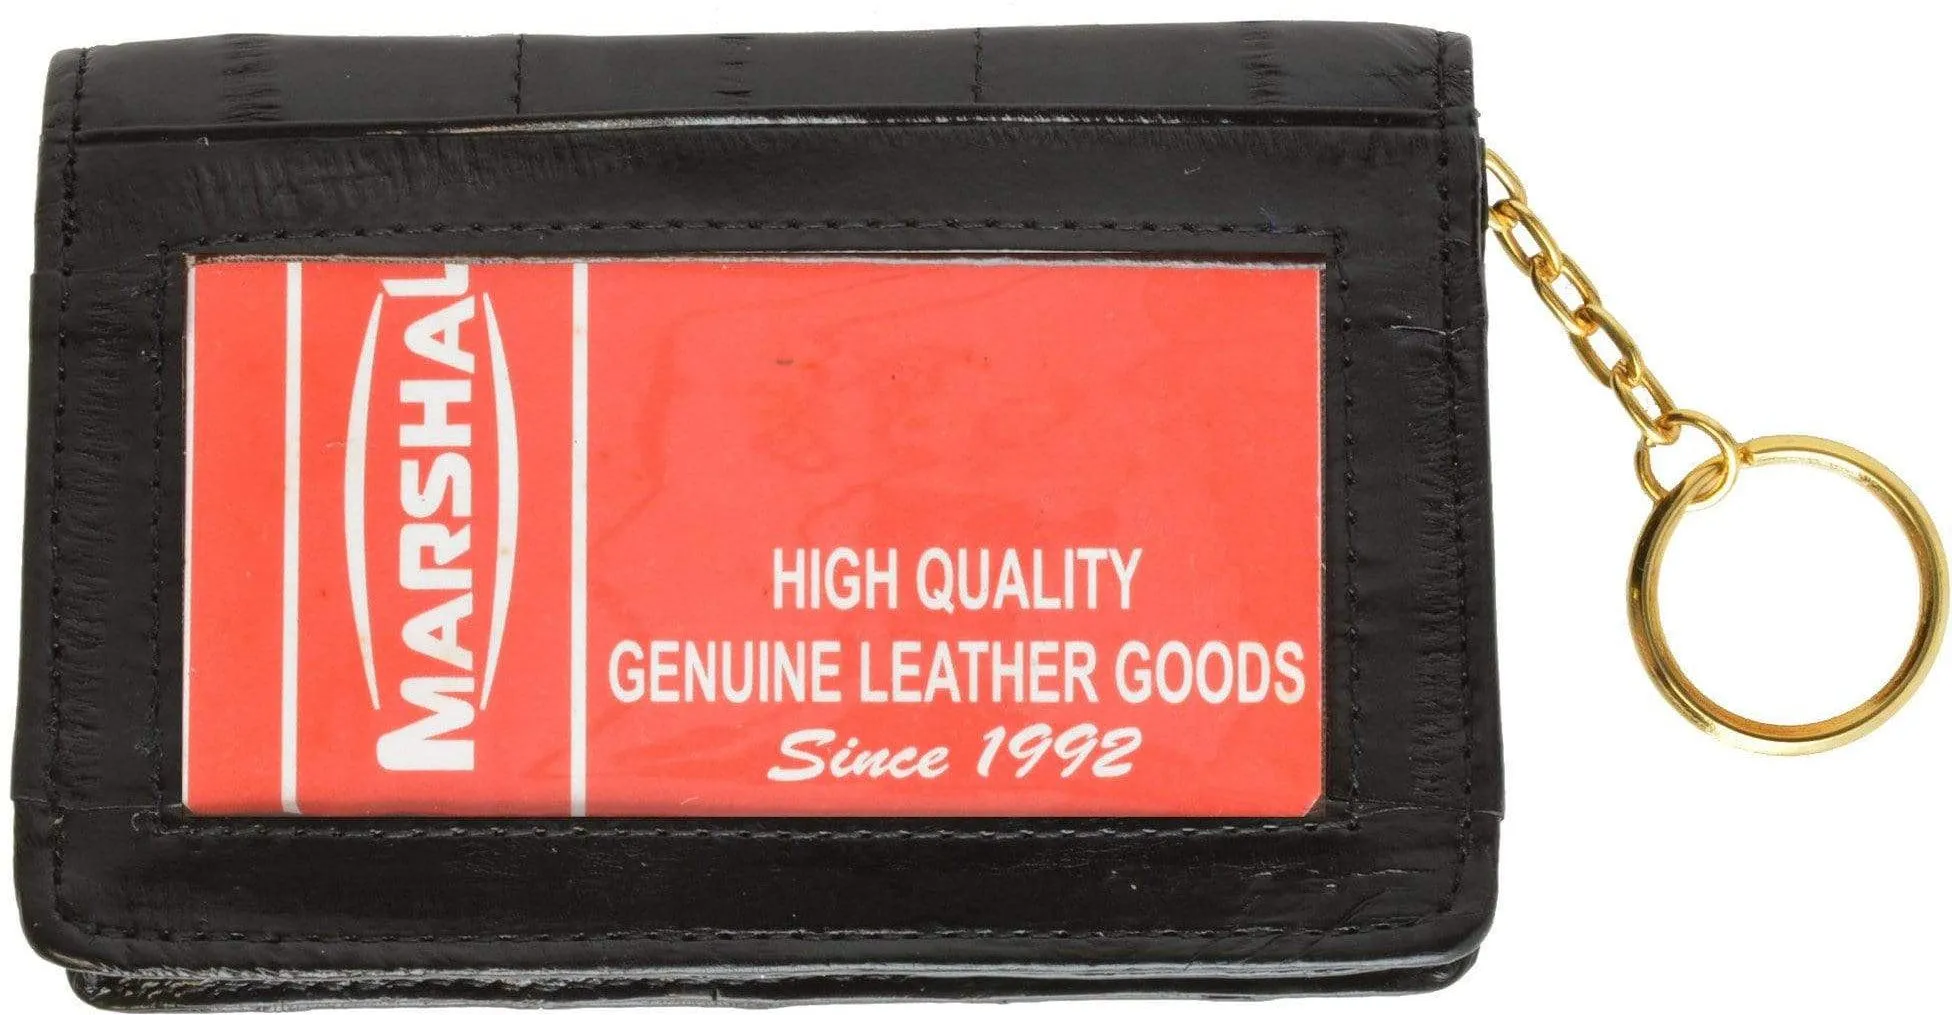 MARSHAL
HIGH QUALITY
GENUINE LEATHER GOODS
Since 1992